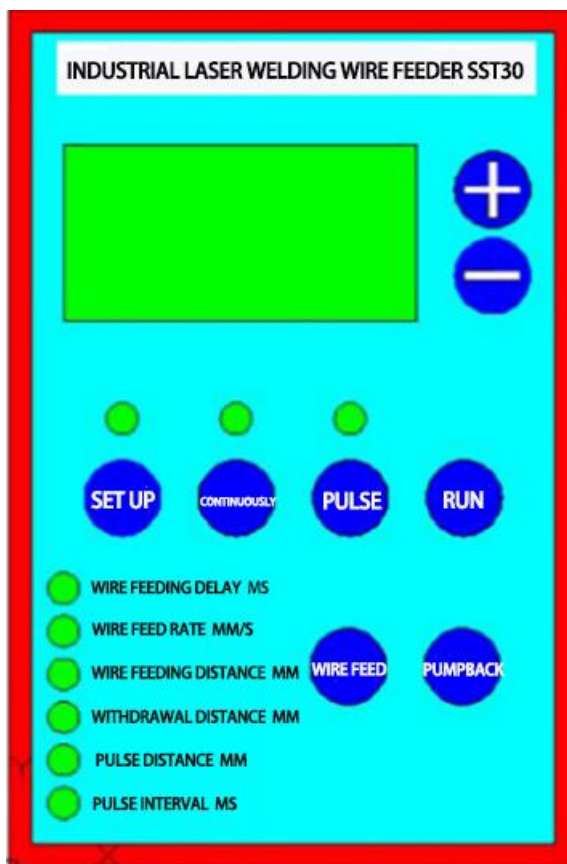 INDUSTRIAL LASER WELDING WIRE FEEDER SST30
+
−
SET UP
CONTINUOUSLY
PULSE
RUN
WIRE FEEDING DELAY MS
WIRE FEED RATE MM/S
WIRE FEEDING DISTANCE MM
WIRE FEED
PUMPBACK
WITHDRAWAL DISTANCE MM
PULSE DISTANCE MM
PULSE INTERVAL MS
Y
X